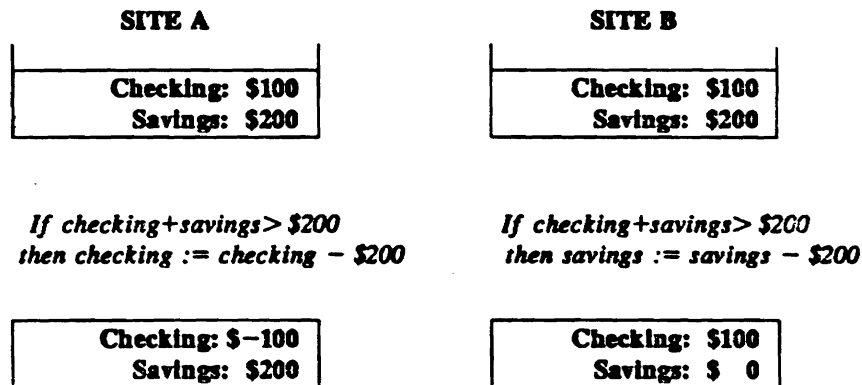 SITE A
Checking: $100
Savings: $200
If checking+savings> $200
then checking := checking − $200
Checking: $−100
Savings: $200
SITE B
Checking: $100
Savings: $200
If checking+savings> $200
then savings := savings − $200
Checking: $100
Savings: $ 0